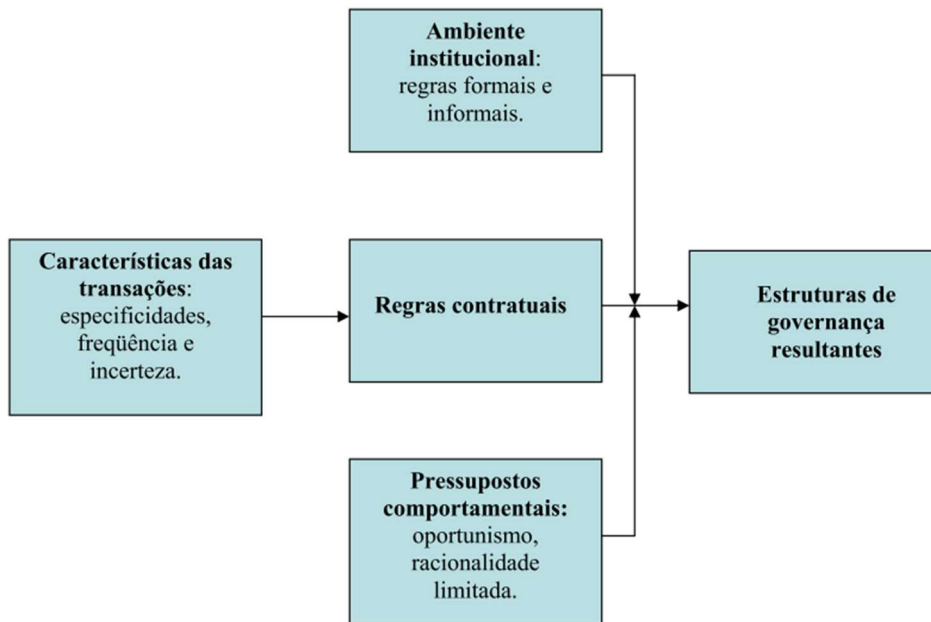 Ambiente
institucional:
regras formais e
informais.
Características das
transações:
especificidades,
freqüência e
incerteza.
Regras contratuais
Estruturas de
governança
resultantes
Pressupostos
comportamentais:
oportunismo,
racionalidade
limitada.